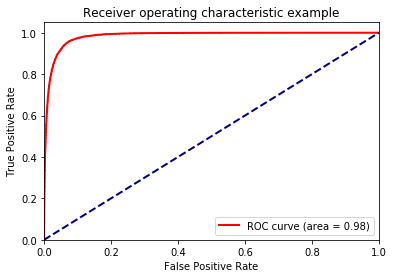 Receiver operating characteristic example
True Positive Rate
1.0
0.8
0.6
0.4
0.2
0.0
ROC curve (area = 0.98)
0.0 0.2 0.4 0.6 0.8 1.0
False Positive Rate